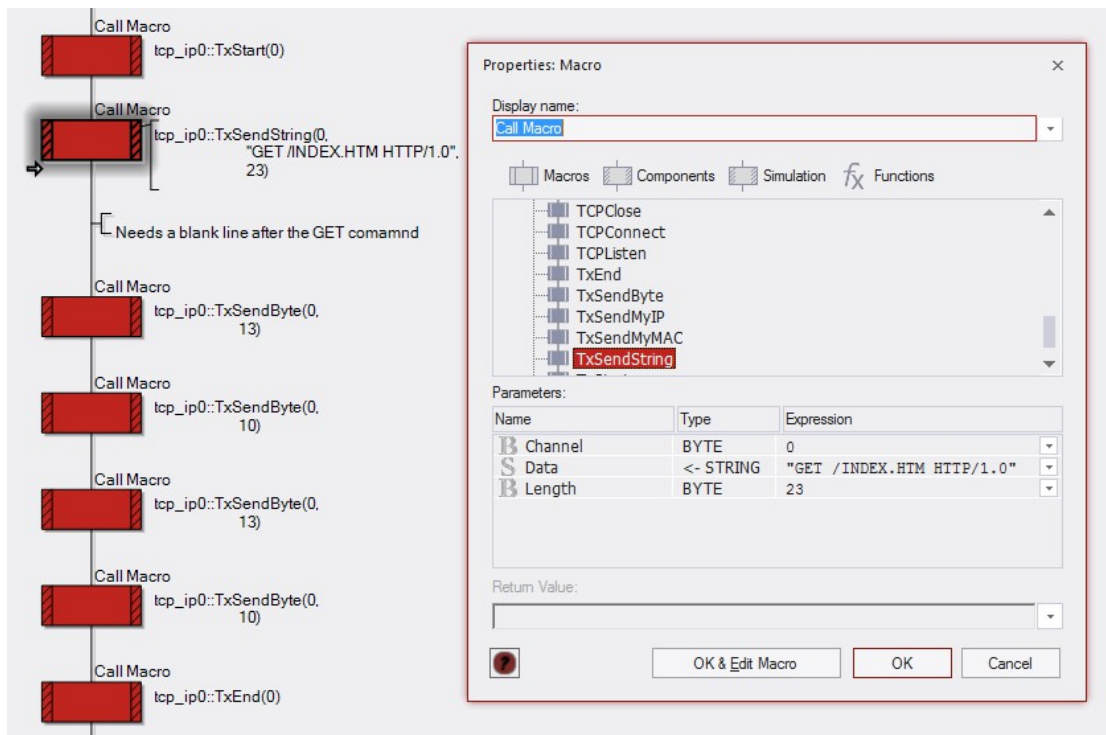 Call Macro
tcp_ip0::TxStart(0)
Call Macro
tcp_ip0::TxSendString(0,
"GET /INDEX.HTM HTTP/1.0",
23)
Needs a blank line after the GET comamnd
Call Macro
tcp_ip0::TxSendByte(0,
13)
Call Macro
tcp_ip0::TxSendByte(0,
10)
Call Macro
tcp_ip0::TxSendByte(0,
13)
Call Macro
tcp_ip0::TxSendByte(0,
10)
Call Macro
tcp_ip0::TxEnd(0)
Properties: Macro
Display name:
Call Macro
Macros Components Simulation fx Functions
TCPClose
TCPConnect
TCPListen
TxEnd
TxSendByte
TxSendMyIP
TxSendMyMAC
TxSendString
Parameters:
Name Type Expression
B Channel BYTE 0
S Data <- STRING "GET /INDEX.HTM HTTP/1.0"
B Length BYTE 23
Return Value:
? OK & Edit Macro OK Cancel